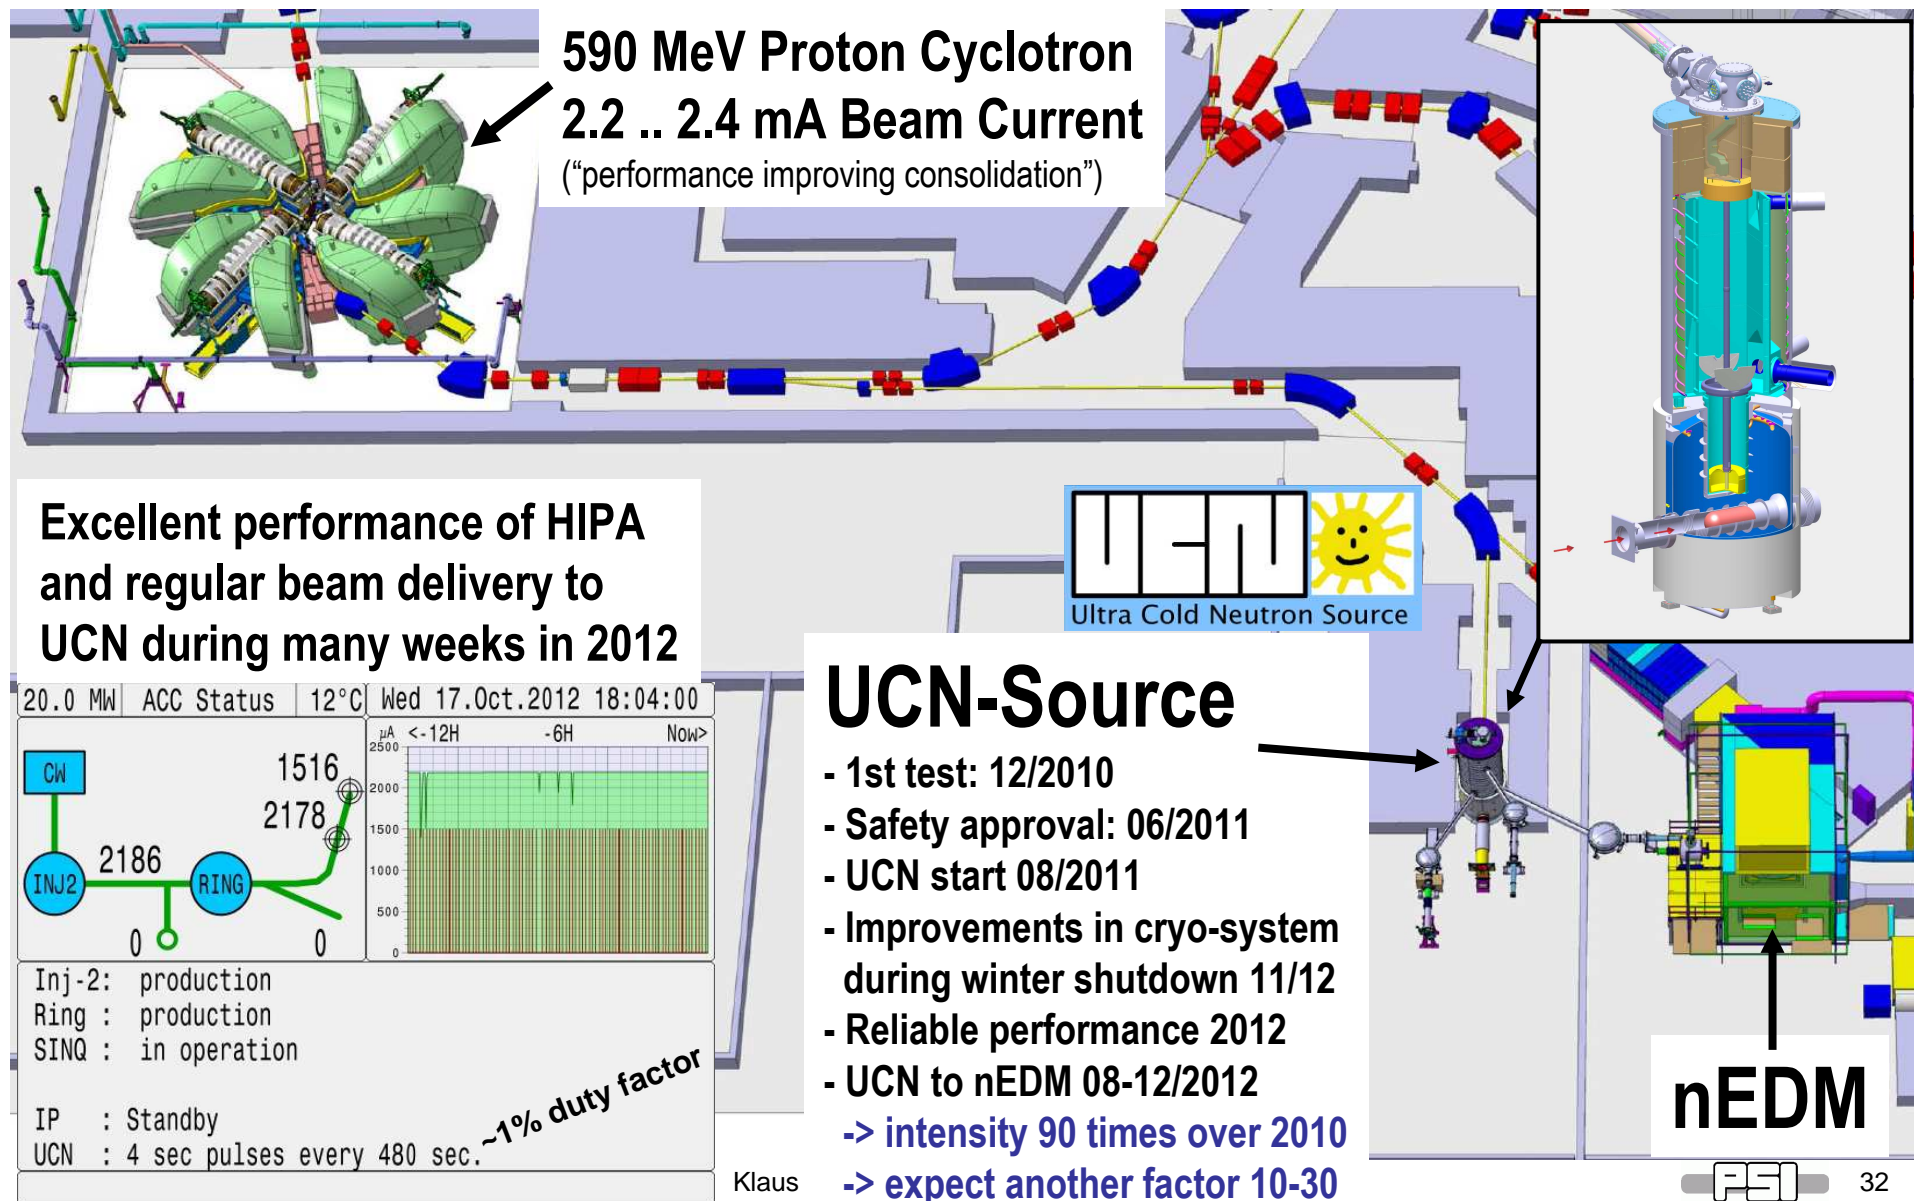 590 MeV Proton Cyclotron
2.2 .. 2.4 mA Beam Current
("performance improving consolidation")
Excellent performance of HIPA
and regular beam delivery to
UCN during many weeks in 2012
UCN
Ultra Cold Neutron Source
20.0 MW ACC Status 12°C Wed 17.Oct.2012 18:04:00
µA <-12H -6H Now>
2500
2000
1500
1000
500
0
CW
1516
2178
2186
INJ2
RING
0
0
Inj-2: production
Ring : production
SINQ : in operation
IP : Standby
UCN : 4 sec pulses every 480 sec.
~1% duty factor
UCN-Source
- 1st test: 12/2010
- Safety approval: 06/2011
- UCN start 08/2011
- Improvements in cryo-system
during winter shutdown 11/12
- Reliable performance 2012
- UCN to nEDM 08-12/2012
-> intensity 90 times over 2010
-> expect another factor 10-30
nEDM
Klaus
PSI
32